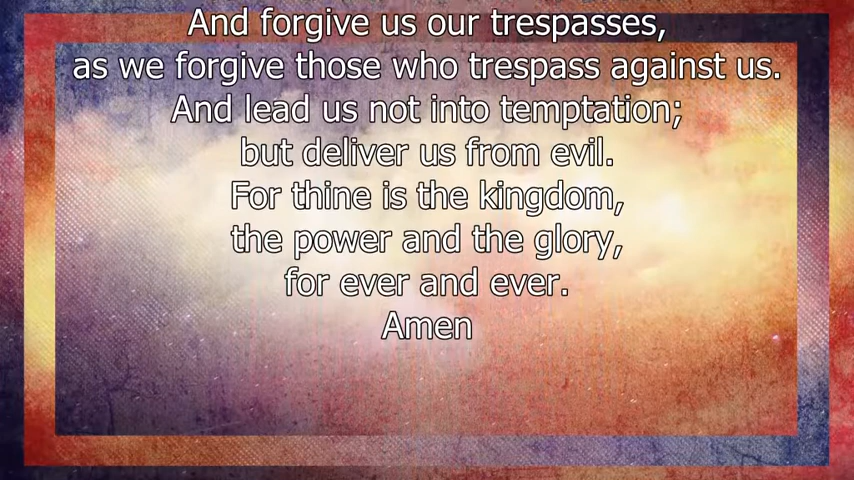 And forgive us our trespasses,
as we forgive those who trespass against us.
And lead us not into temptation;
but deliver us from evil.
For thine is the kingdom,
the power and the glory,
for ever and ever.
Amen